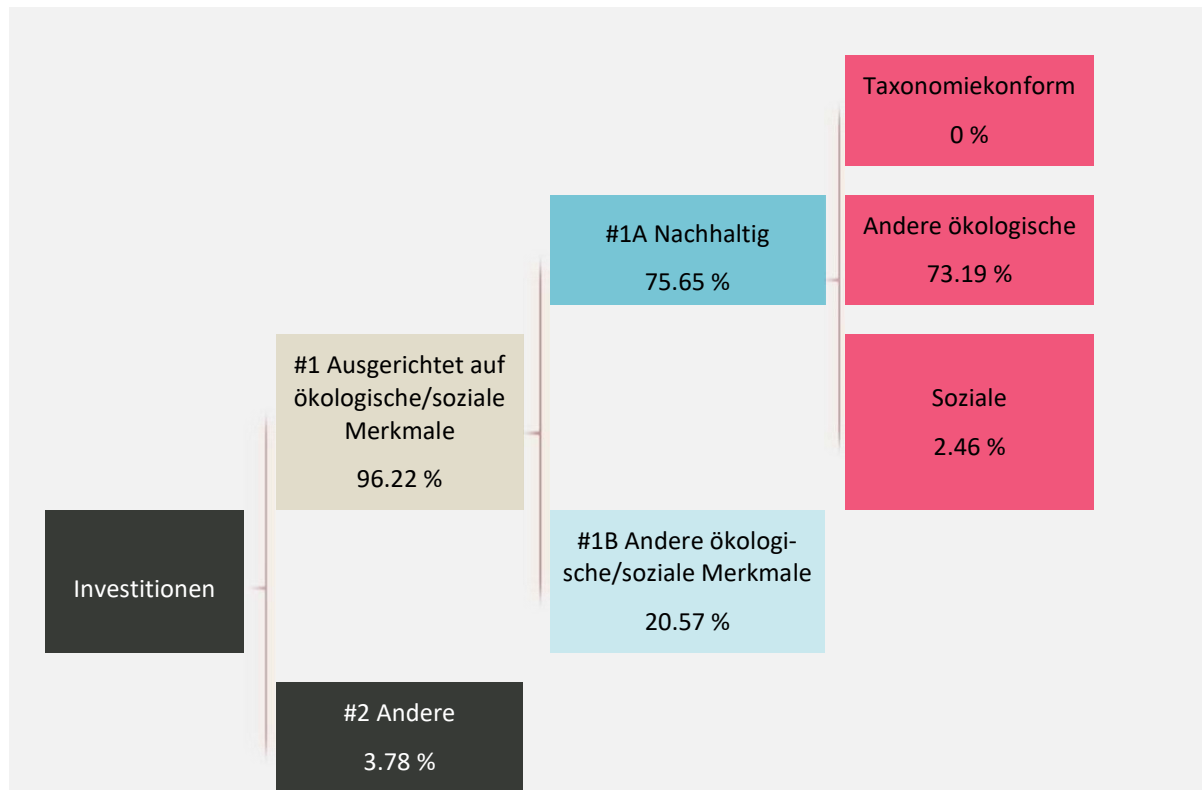 Investitionen
#1 Ausgerichtet auf
ökologische/soziale
Merkmale
96.22 %
#2 Andere
3.78 %
#1A Nachhaltig
75.65 %
#1B Andere ökologi-
sche/soziale Merkmale
20.57 %
Taxonomiekonform
0 %
Andere ökologische
73.19 %
Soziale
2.46 %